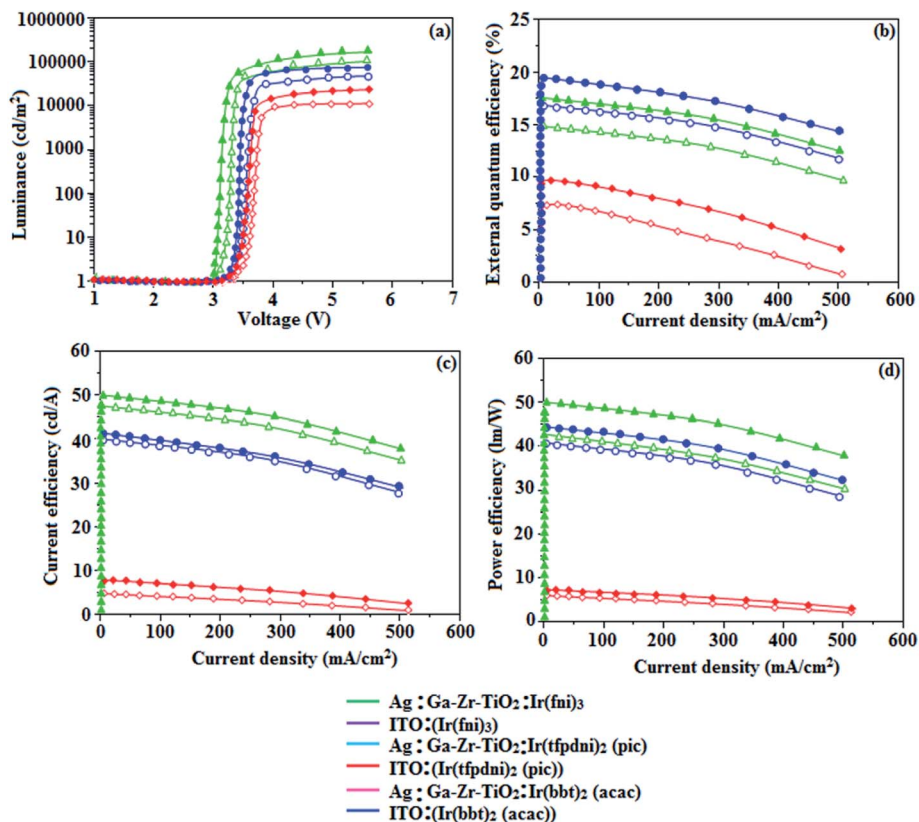 (a)
Luminance (cd/m²)
1000000
100000
10000
1000
100
10
1
1 2 3 4 5 6 7
Voltage (V)
(b)
External quantum efficiency (%)
25
20
15
10
5
0
0 100 200 300 400 500 600
Current density (mA/cm²)
(c)
Current efficiency (cd/A)
60
50
40
30
20
10
0
0 100 200 300 400 500 600
Current density (mA/cm²)
(d)
Power efficiency (lm/W)
60
50
40
30
20
10
0
0 100 200 300 400 500 600
Current density (mA/cm²)
Ag:Ga-Zr-TiO₂:Ir(fni)₃
ITO:(Ir(fni)₃)
Ag:Ga-Zr-TiO₂:Ir(tfpdni)₂ (pic)
ITO:(Ir(tfpdni)₂ (pic))
Ag:Ga-Zr-TiO₂:Ir(bbt)₂ (acac)
ITO:(Ir(bbt)₂ (acac))